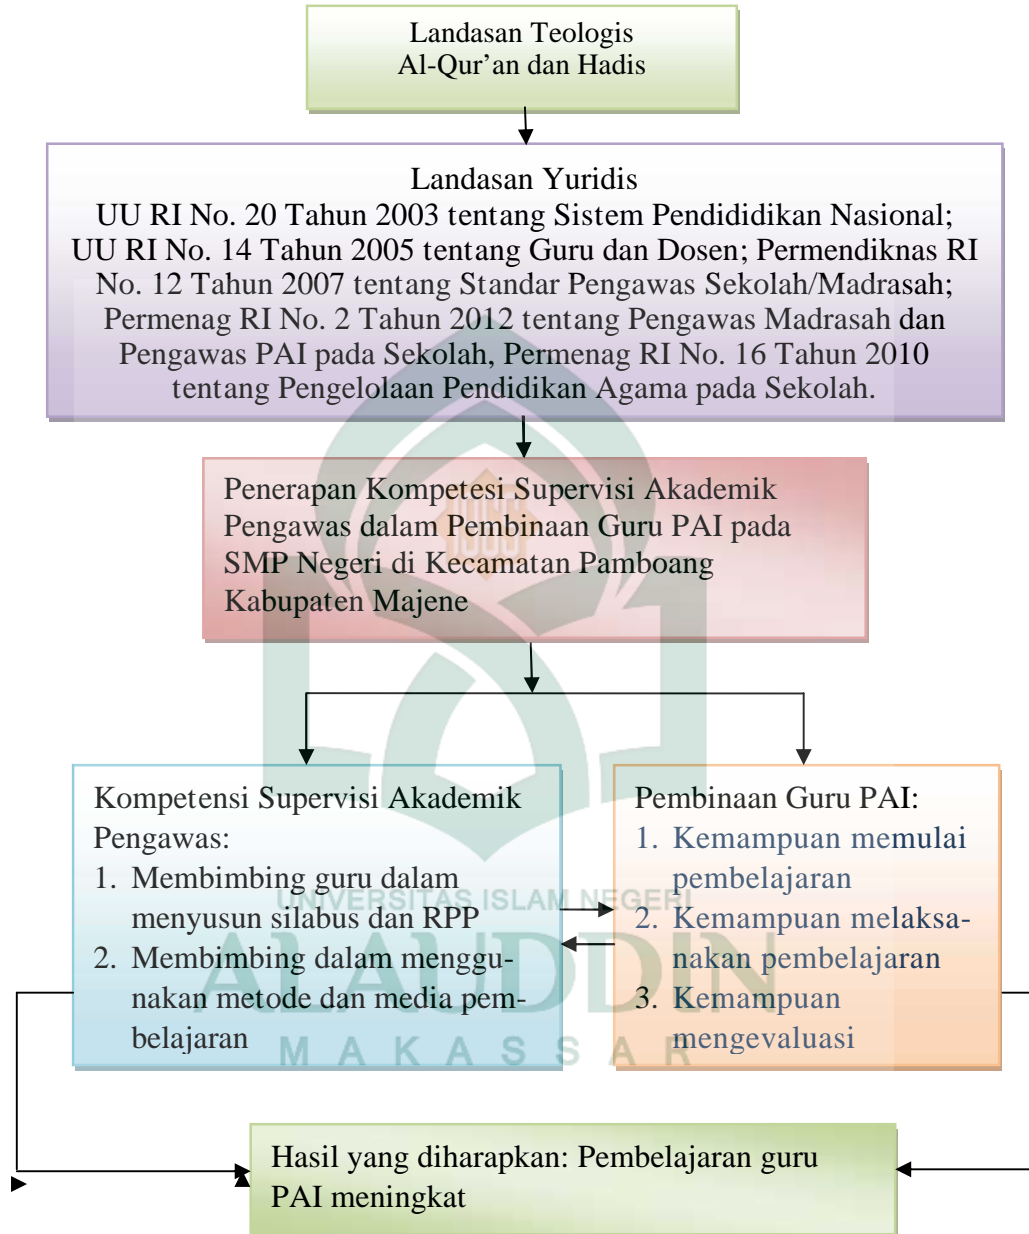 Landasan Teologis
Al-Qur’an dan Hadis
Landasan Yuridis
UU RI No. 20 Tahun 2003 tentang Sistem Pendididikan Nasional;
UU RI No. 14 Tahun 2005 tentang Guru dan Dosen; Permendiknas RI
No. 12 Tahun 2007 tentang Standar Pengawas Sekolah/Madrasah;
Permenag RI No. 2 Tahun 2012 tentang Pengawas Madrasah dan
Pengawas PAI pada Sekolah, Permenag RI No. 16 Tahun 2010
tentang Pengelolaan Pendidikan Agama pada Sekolah.
Penerapan Kompetesi Supervisi Akademik
Pengawas dalam Pembinaan Guru PAI pada
SMP Negeri di Kecamatan Pamboang
Kabupaten Majene
Kompetensi Supervisi Akademik
Pengawas:
1. Membimbing guru dalam
menyusun silabus dan RPP
2. Membimbing dalam menggu-
nakan metode dan media pem-
belajaran
Pembinaan Guru PAI:
1. Kemampuan memulai
pembelajaran
2. Kemampuan melaksa-
nakan pembelajaran
3. Kemampuan
mengevaluasi
UNIVERSITAS ISLAM NEGERI
ALAUDDIN
MAKASSAR
Hasil yang diharapkan: Pembelajaran guru
PAI meningkat